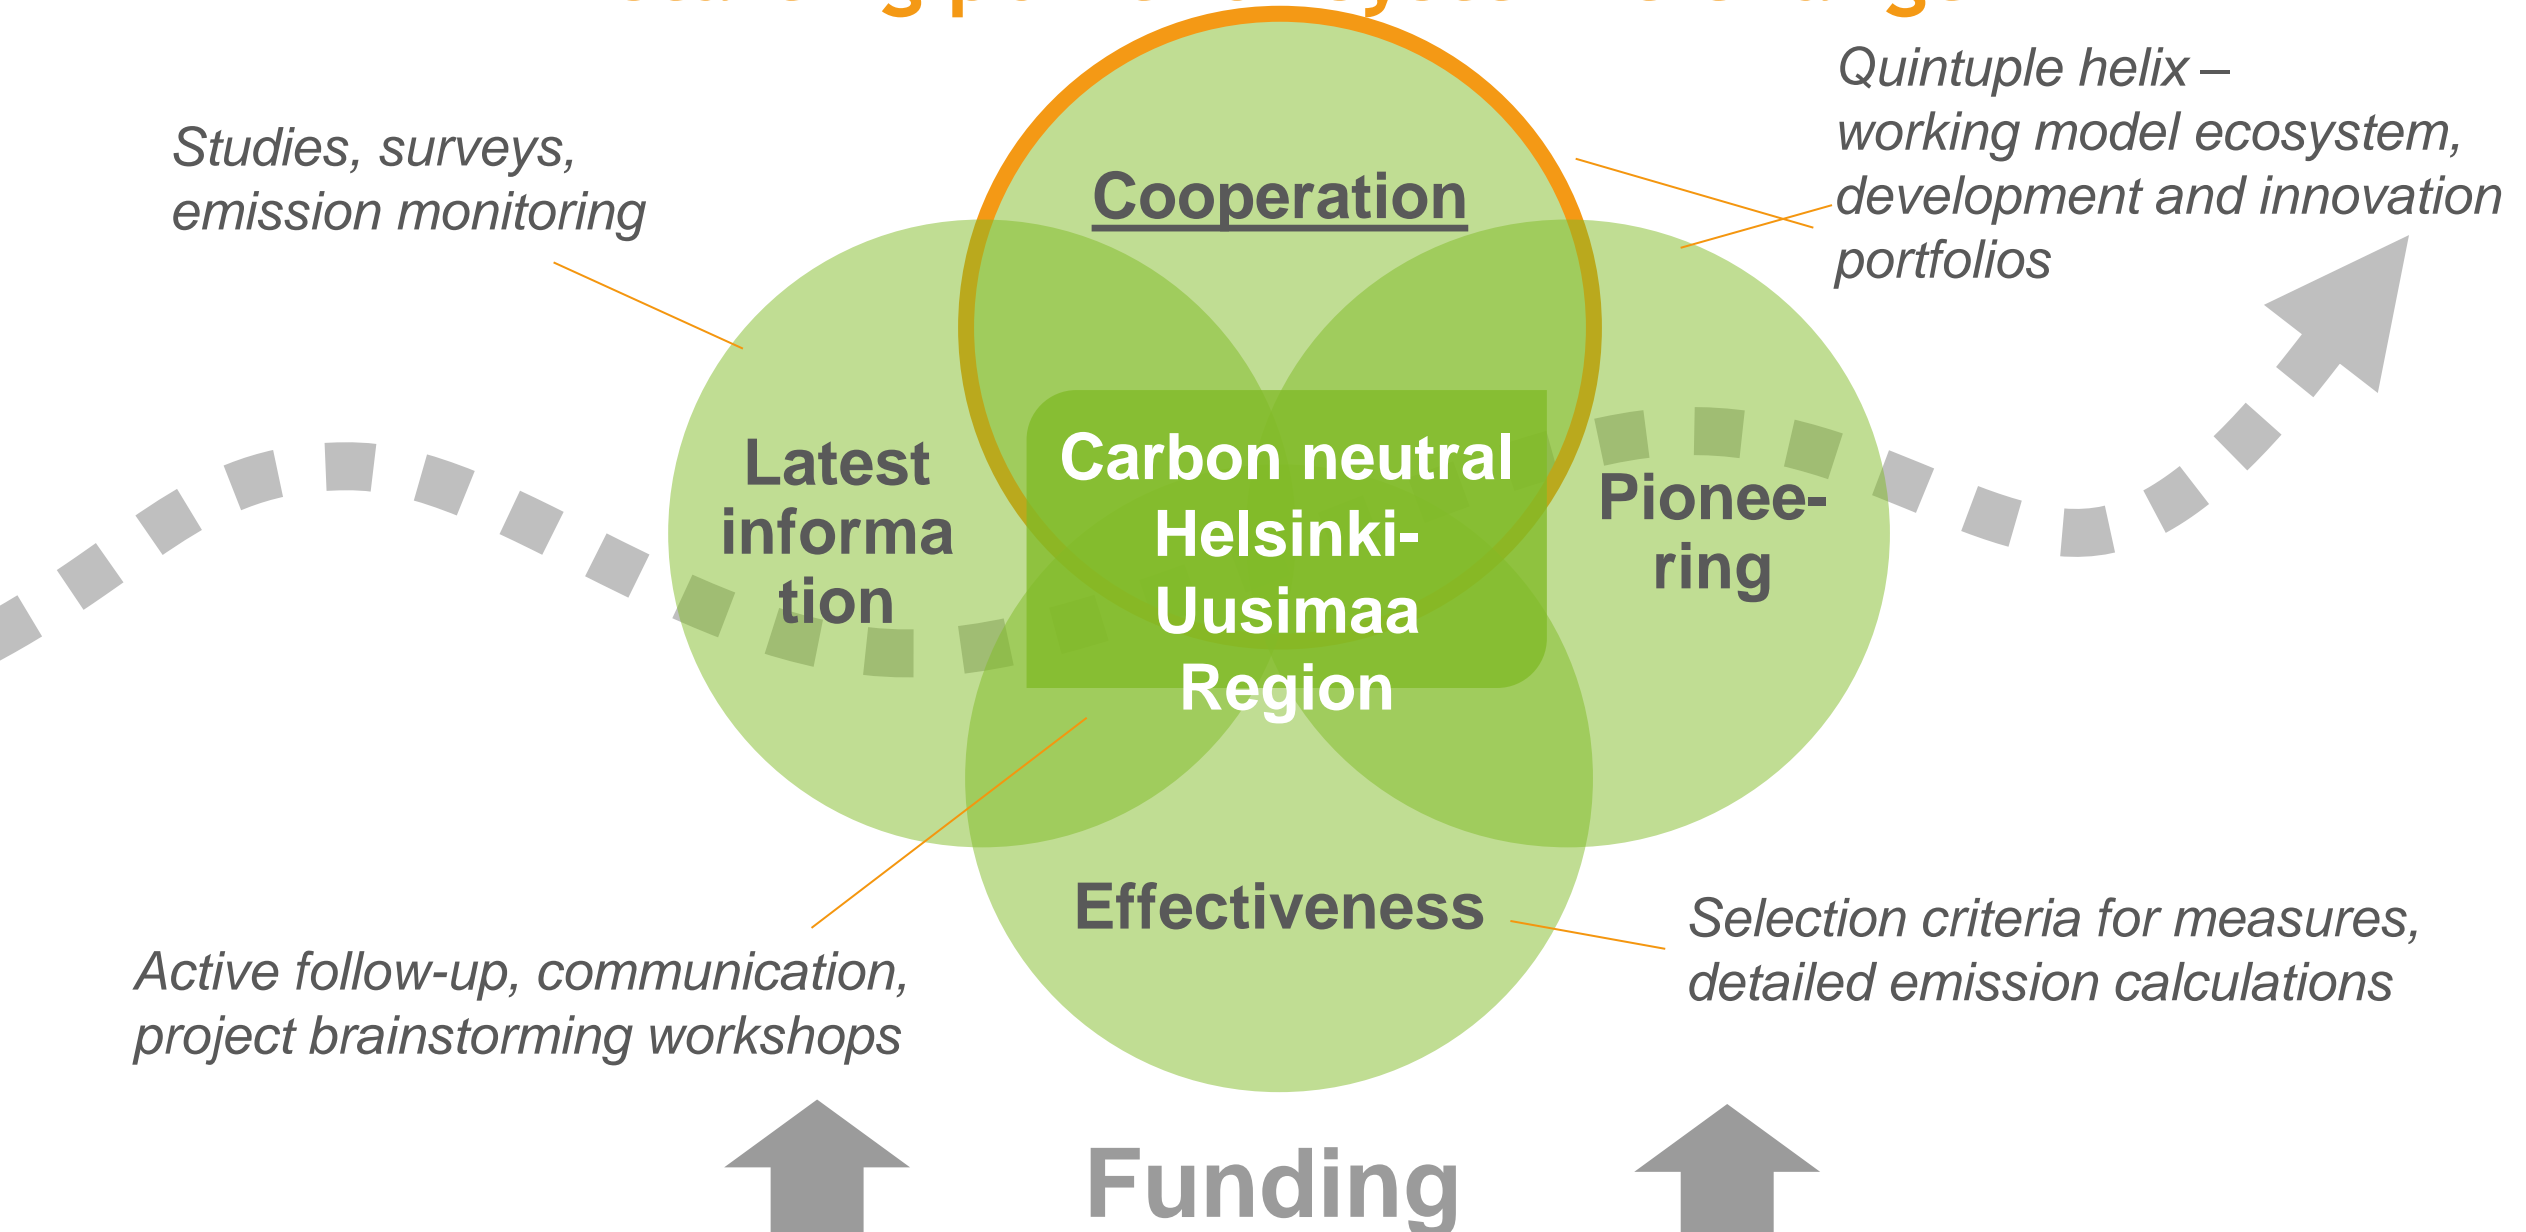 Quintuple helix –
working model ecosystem,
development and innovation
portfolios
Studies, surveys,
emission monitoring
Cooperation
Latest
informa
tion
Carbon neutral
Helsinki-
Uusimaa
Region
Pionee-
ring
Effectiveness
Selection criteria for measures,
detailed emission calculations
Active follow-up, communication,
project brainstorming workshops
Funding